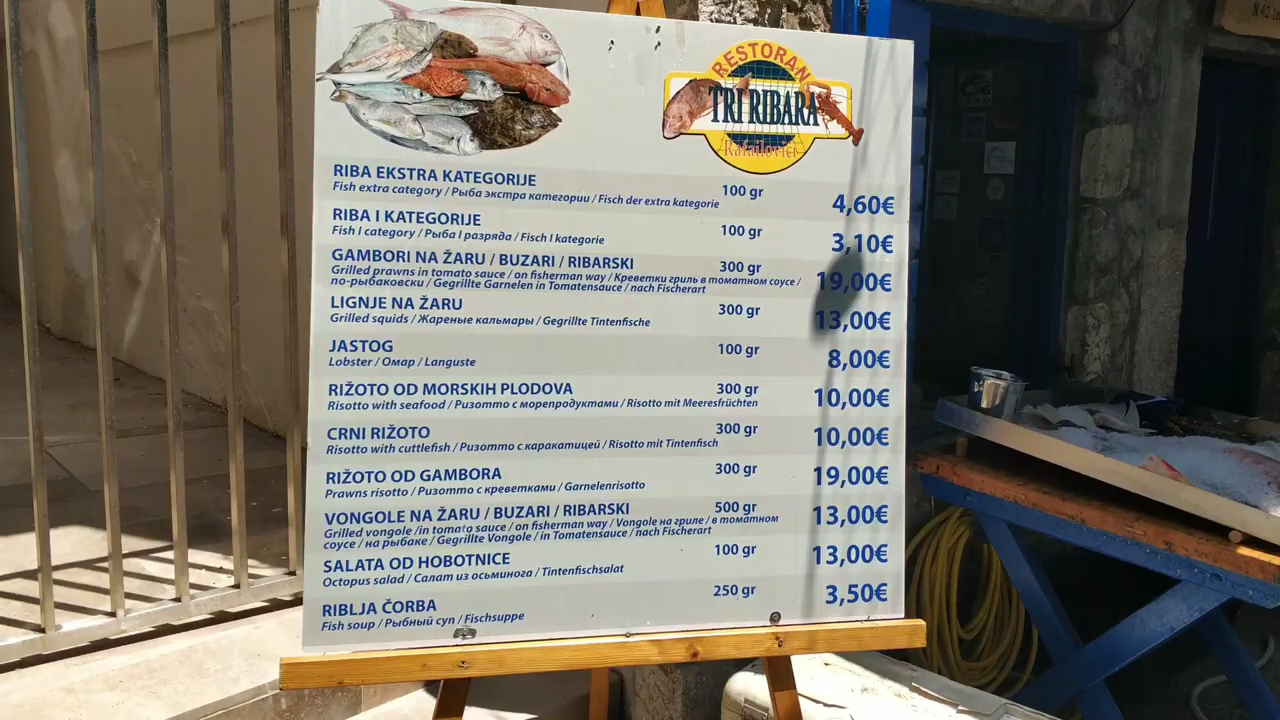 RESTORAN
TRI RIBARA
Rafailovići
RIBA EKSTRA KATEGORIJE 100 gr 4,60€
Fish extra category / Рыба экстра категории / Fisch der extra kategorie
RIBA I KATEGORIJE 100 gr 3,10€
Fish I category / Рыба I разряда / Fisch I kategorie
GAMBORI NA ŽARU / BUZARI / RIBARSKI 300 gr 19,00€
Grilled prawns in tomato sauce / on fisherman way / Креветки гриль в томатном соусе /
по-рыбаковски / Gegrillte Garnelen in Tomatensauce / nach Fischerart
LIGNJE NA ŽARU 300 gr 13,00€
Grilled squids / Жареные кальмары / Gegrillte Tintenfische
JASTOG 100 gr 8,00€
Lobster / Омар / Languste
RIŽOTO OD MORSKIH PLODOVA 300 gr 10,00€
Risotto with seafood / Ризотто с морепродуктами / Risotto mit Meeresfrüchten
CRNI RIŽOTO 300 gr 10,00€
Risotto with cuttlefish / Ризотто с каракатицей / Risotto mit Tintenfisch
RIŽOTO OD GAMBORA 300 gr 19,00€
Prawns risotto / Ризотто с креветками / Garnelenrisotto
VONGOLE NA ŽARU / BUZARI / RIBARSKI 500 gr 13,00€
Grilled vongole /in tomato sauce / on fisherman way / Vongole на гриле / в томатном
соусе / на рыбаке / Gegrillte Vongole / in Tomatensauce / nach Fischerart
SALATA OD HOBOTNICE 100 gr 13,00€
Octopus salad / Салат из осьминога / Tintenfischsalat
RIBLJA ČORBA 250 gr 3,50€
Fish soup / Рыбный суп / Fischsuppe